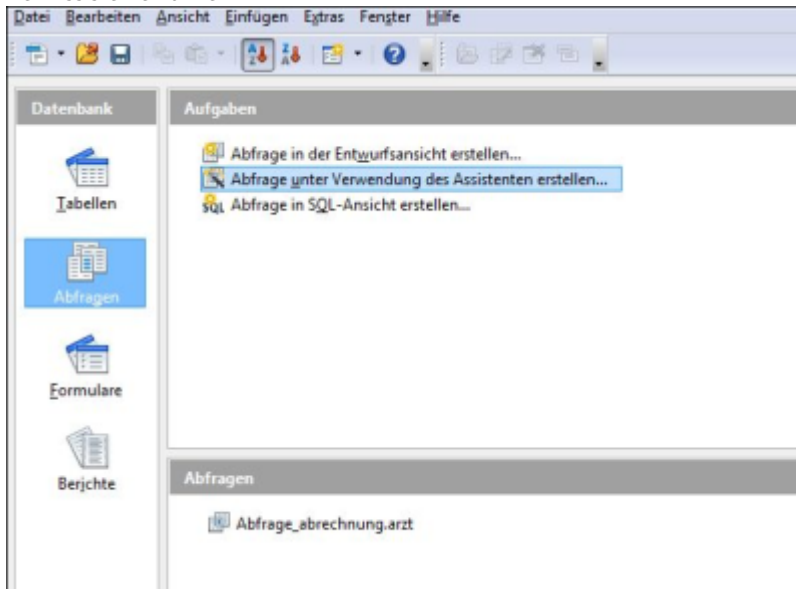 Datei Bearbeiten Ansicht Einfügen Extras Fenster Hilfe
Datenbank
Aufgaben
Tabellen
Abfragen
Formulare
Berichte
Abfrage in der Entwurfsansicht erstellen...
Abfrage unter Verwendung des Assistenten erstellen...
SQL Abfrage in SQL-Ansicht erstellen...
Abfragen
Abfrage_abrechnung.arzt